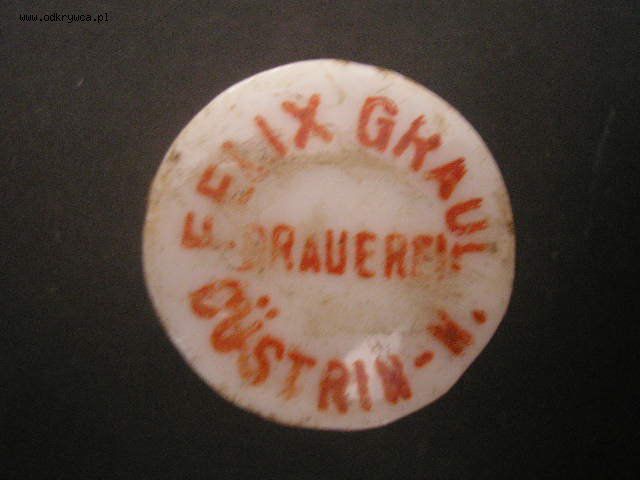 www.odkrywca.pl
FELIX GRAUL
BRAUEREI
CÜSTRIN-N.